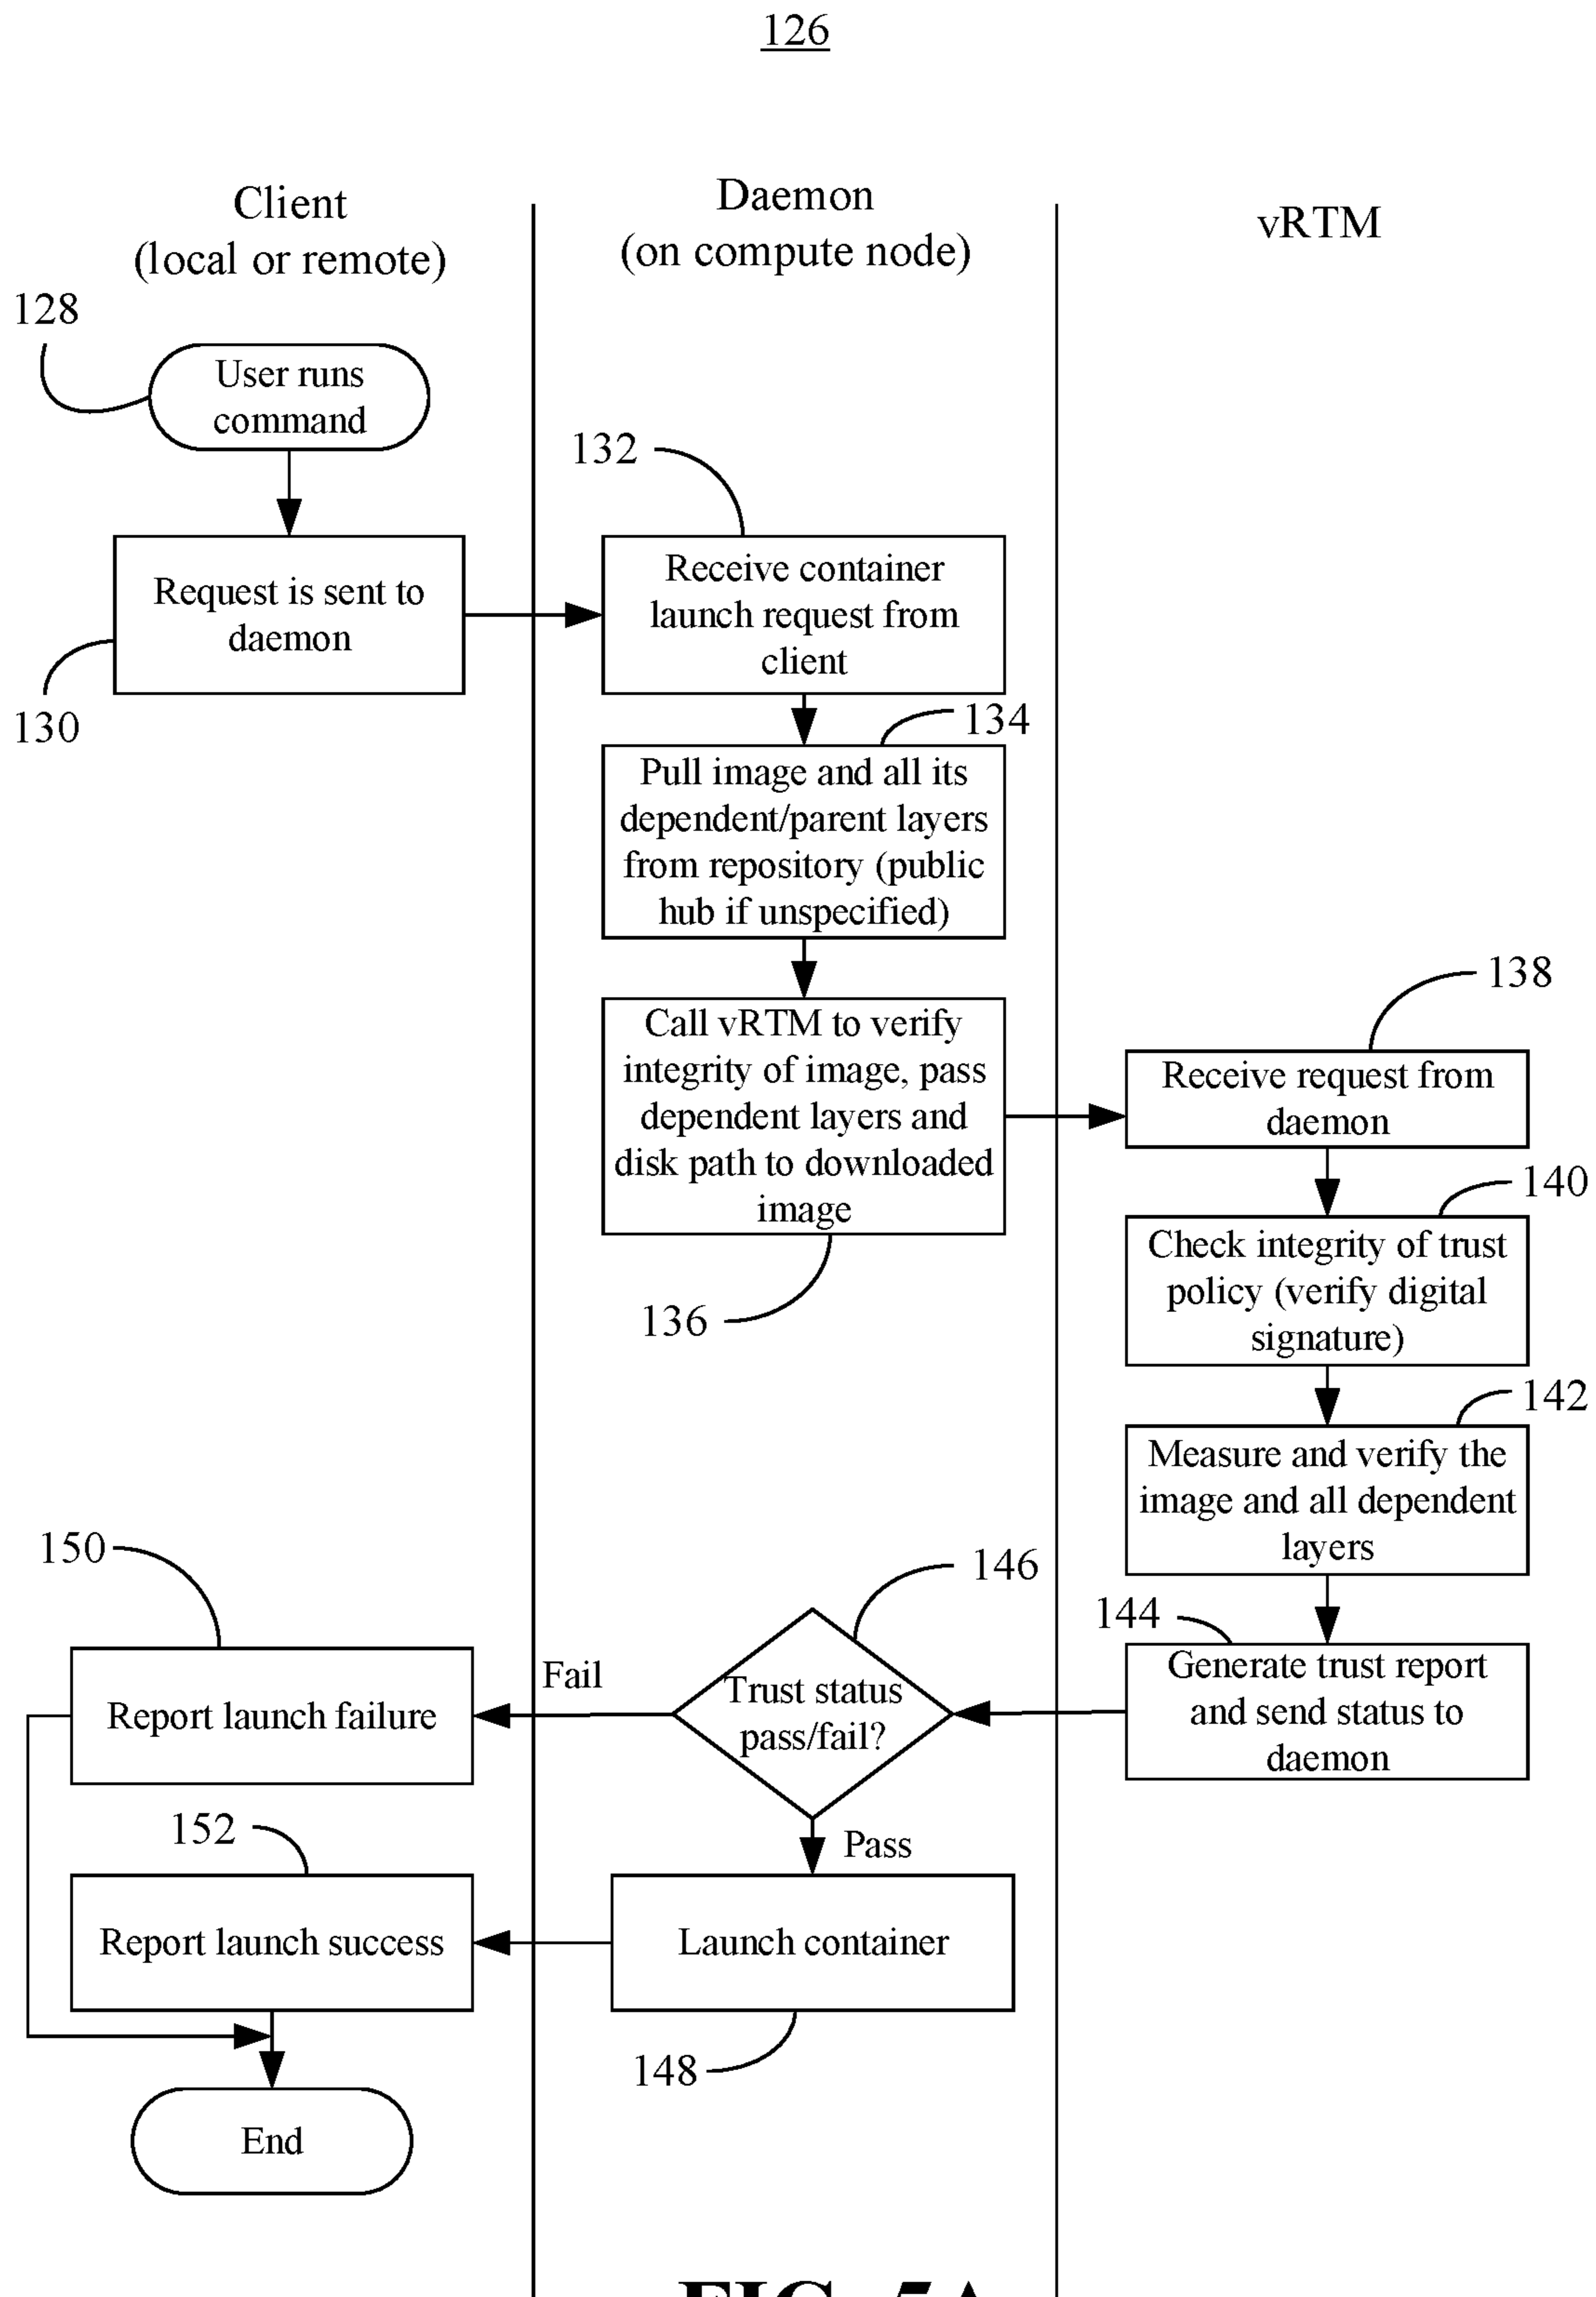 126
Client
(local or remote)
Daemon
(on compute node)
vRTM
128
User runs
command
130
Request is sent to
daemon
132
Receive container
launch request from
client
134
Pull image and all its
dependent/parent layers
from repository (public
hub if unspecified)
Call vRTM to verify
integrity of image, pass
dependent layers and
disk path to downloaded
image
136
138
Receive request from
daemon
140
Check integrity of trust
policy (verify digital
signature)
142
Measure and verify the
image and all dependent
layers
144
Generate trust report
and send status to
daemon
146
Trust status
pass/fail?
Fail
150
Report launch failure
Pass
Launch container
148
152
Report launch success
End
FIG. 5A